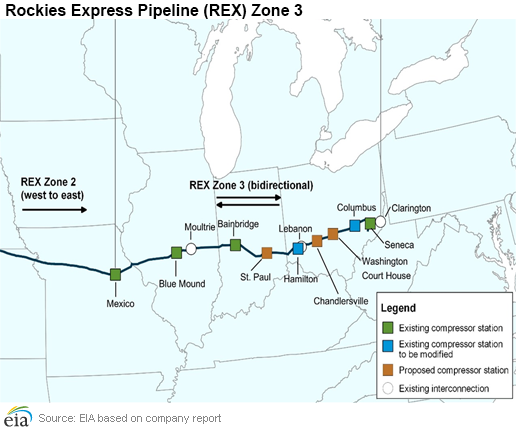 Rockies Express Pipeline (REX) Zone 3
REX Zone 2
(west to east)
REX Zone 3 (bidirectional)
Moultrie
Bainbridge
Lebanon
Columbus
Clarington
Seneca
Washington
Court House
Chandlersville
Hamilton
St. Paul
Blue Mound
Mexico
Legend
Existing compressor station
Existing compressor station
to be modified
Proposed compressor station
Existing interconnection
eia
Source: EIA based on company report